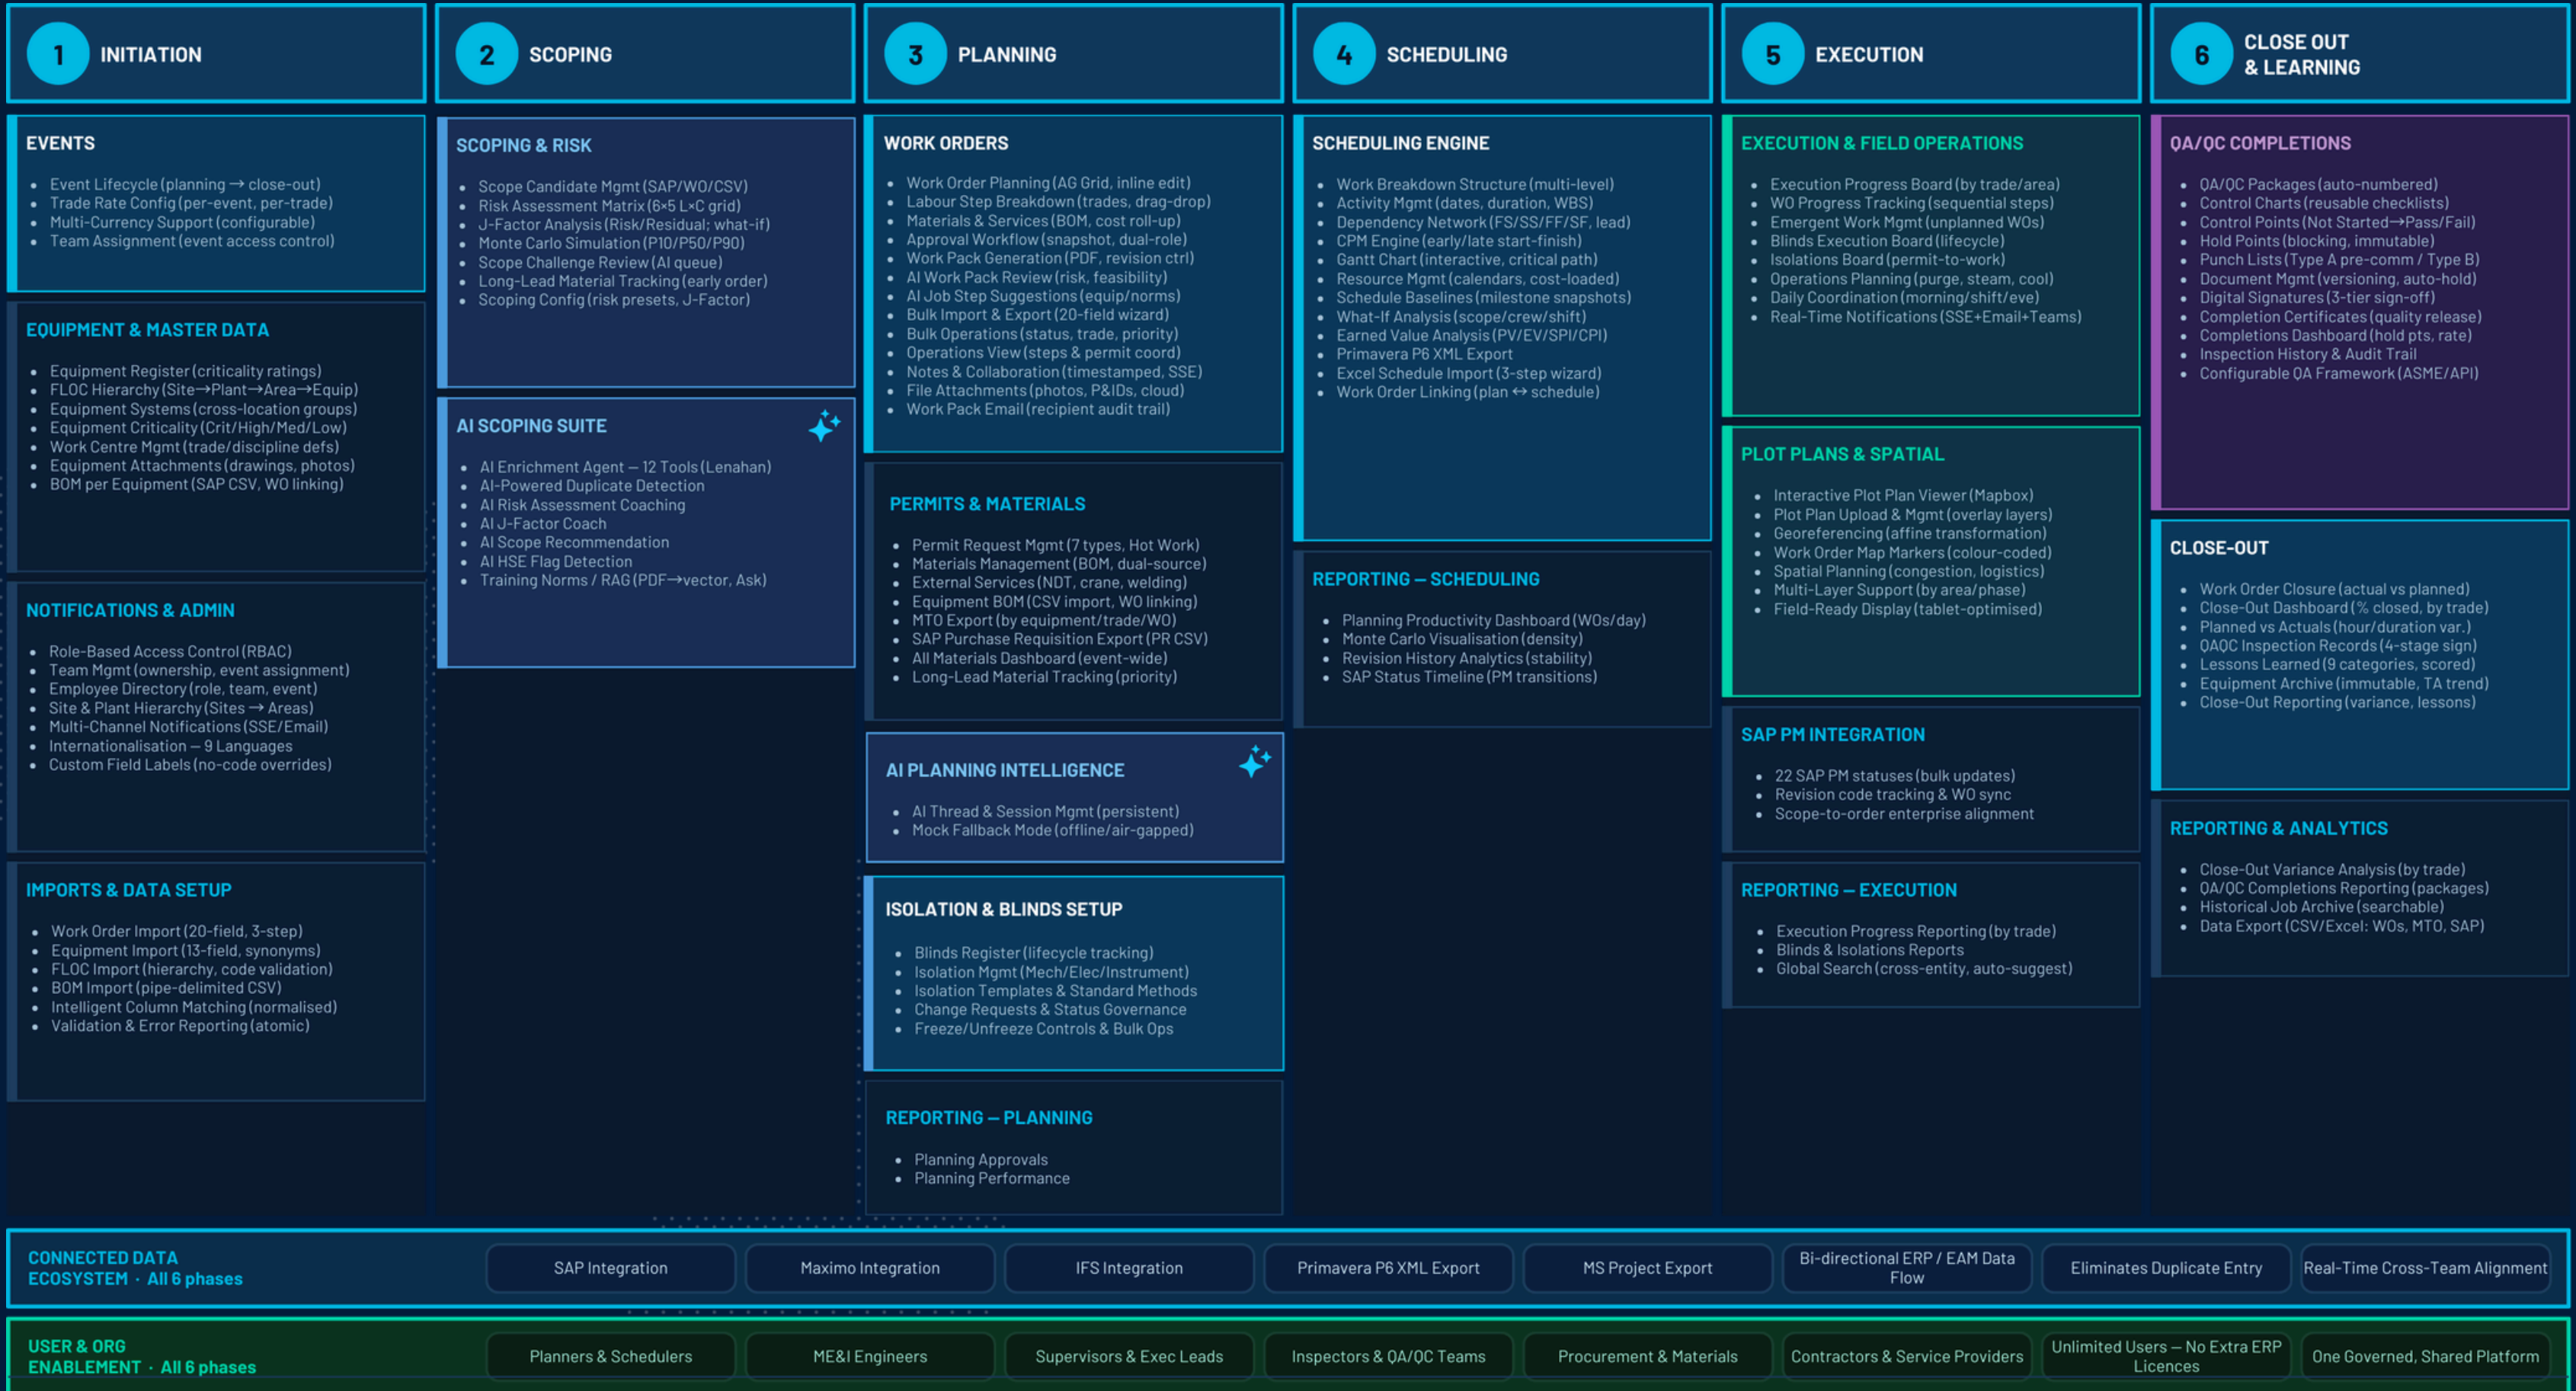 1 INITIATION
2 SCOPING
3 PLANNING
4 SCHEDULING
5 EXECUTION
6 CLOSE OUT
& LEARNING
EVENTS
• Event Lifecycle (planning → close-out)
• Trade Rate Config (per-event, per-trade)
• Multi-Currency Support (configurable)
• Team Assignment (event access control)
EQUIPMENT & MASTER DATA
• Equipment Register (criticality ratings)
• FLOC Hierarchy (Site→Plant→Area→Equip)
• Equipment Systems (cross-location groups)
• Equipment Criticality (Crit/High/Med/Low)
• Work Centre Mgmt (trade/discipline defs)
• Equipment Attachments (drawings, photos)
• BOM per Equipment (SAP CSV, WO linking)
NOTIFICATIONS & ADMIN
• Role-Based Access Control (RBAC)
• Team Mgmt (ownership, event assignment)
• Employee Directory (role, team, event)
• Site & Plant Hierarchy (Sites → Areas)
• Multi-Channel Notifications (SSE/Email)
• Internationalisation – 9 Languages
• Custom Field Labels (no-code overrides)
IMPORTS & DATA SETUP
• Work Order Import (20-field, 3-step)
• Equipment Import (13-field, synonyms)
• FLOC Import (hierarchy, code validation)
• BOM Import (pipe-delimited CSV)
• Intelligent Column Matching (normalised)
• Validation & Error Reporting (atomic)
SCOPING & RISK
• Scope Candidate Mgmt (SAP/WO/CSV)
• Risk Assessment Matrix (6×5 L×C grid)
• J-Factor Analysis (Risk/Residual; what-if)
• Monte Carlo Simulation (P10/P50/P90)
• Scope Challenge Review (AI queue)
• Long-Lead Material Tracking (early order)
• Scoping Config (risk presets, J-Factor)
AI SCOPING SUITE
• AI Enrichment Agent – 12 Tools (Lenahan)
• AI-Powered Duplicate Detection
• AI Risk Assessment Coaching
• AI J-Factor Coach
• AI Scope Recommendation
• AI HSE Flag Detection
• Training Norms / RAG (PDF→vector, Ask)
WORK ORDERS
• Work Order Planning (AG Grid, inline edit)
• Labour Step Breakdown (trades, drag-drop)
• Materials & Services (BOM, cost roll-up)
• Approval Workflow (snapshot, dual-role)
• Work Pack Generation (PDF, revision ctrl)
• AI Work Pack Review (risk, feasibility)
• AI Job Step Suggestions (equip/norms)
• Bulk Import & Export (20-field wizard)
• Bulk Operations (status, trade, priority)
• Operations View (steps & permit coord)
• Notes & Collaboration (timestamped, SSE)
• File Attachments (photos, P&IDs, cloud)
• Work Pack Email (recipient audit trail)
PERMITS & MATERIALS
• Permit Request Mgmt (7 types, Hot Work)
• Materials Management (BOM, dual-source)
• External Services (NDT, crane, welding)
• Equipment BOM (CSV import, WO linking)
• MTO Export (by equipment/trade/WO)
• SAP Purchase Requisition Export (PR CSV)
• All Materials Dashboard (event-wide)
• Long-Lead Material Tracking (priority)
AI PLANNING INTELLIGENCE
• AI Thread & Session Mgmt (persistent)
• Mock Fallback Mode (offline/air-gapped)
ISOLATION & BLINDS SETUP
• Blinds Register (lifecycle tracking)
• Isolation Mgmt (Mech/Elec/Instrument)
• Isolation Templates & Standard Methods
• Change Requests & Status Governance
• Freeze/Unfreeze Controls & Bulk Ops
REPORTING – PLANNING
• Planning Approvals
• Planning Performance
SCHEDULING ENGINE
• Work Breakdown Structure (multi-level)
• Activity Mgmt (dates, duration, WBS)
• Dependency Network (FS/SS/FF/SF, lead)
• CPM Engine (early/late start-finish)
• Gantt Chart (interactive, critical path)
• Resource Mgmt (calendars, cost-loaded)
• Schedule Baselines (milestone snapshots)
• What-If Analysis (scope/crew/shift)
• Earned Value Analysis (PV/EV/SPI/CPI)
• Primavera P6 XML Export
• Excel Schedule Import (3-step wizard)
• Work Order Linking (plan ↔ schedule)
REPORTING – SCHEDULING
• Planning Productivity Dashboard (WOs/day)
• Monte Carlo Visualisation (density)
• Revision History Analytics (stability)
• SAP Status Timeline (PM transitions)
EXECUTION & FIELD OPERATIONS
• Execution Progress Board (by trade/area)
• WO Progress Tracking (sequential steps)
• Emergent Work Mgmt (unplanned WOs)
• Blinds Execution Board (lifecycle)
• Isolations Board (permit-to-work)
• Operations Planning (purge, steam, cool)
• Daily Coordination (morning/shift/eve)
• Real-Time Notifications (SSE+Email+Teams)
PLOT PLANS & SPATIAL
• Interactive Plot Plan Viewer (Mapbox)
• Plot Plan Upload & Mgmt (overlay layers)
• Georeferencing (affine transformation)
• Work Order Map Markers (colour-coded)
• Spatial Planning (congestion, logistics)
• Multi-Layer Support (by area/phase)
• Field-Ready Display (tablet-optimised)
SAP PM INTEGRATION
• 22 SAP PM statuses (bulk updates)
• Revision code tracking & WO sync
• Scope-to-order enterprise alignment
REPORTING – EXECUTION
• Execution Progress Reporting (by trade)
• Blinds & Isolations Reports
• Global Search (cross-entity, auto-suggest)
QA/QC COMPLETIONS
• QA/QC Packages (auto-numbered)
• Control Charts (reusable checklists)
• Control Points (Not Started→Pass/Fail)
• Hold Points (blocking, immutable)
• Punch Lists (Type A pre-comm / Type B)
• Document Mgmt (versioning, auto-hold)
• Digital Signatures (3-tier sign-off)
• Completion Certificates (quality release)
• Completions Dashboard (hold pts, rate)
• Inspection History & Audit Trail
• Configurable QA Framework (ASME/API)
CLOSE-OUT
• Work Order Closure (actual vs planned)
• Close-Out Dashboard (% closed, by trade)
• Planned vs Actuals (hour/duration var.)
• QAQC Inspection Records (4-stage sign)
• Lessons Learned (9 categories, scored)
• Equipment Archive (immutable, TA trend)
• Close-Out Reporting (variance, lessons)
REPORTING & ANALYTICS
• Close-Out Variance Analysis (by trade)
• QA/QC Completions Reporting (packages)
• Historical Job Archive (searchable)
• Data Export (CSV/Excel: WOs, MTO, SAP)
CONNECTED DATA
ECOSYSTEM · All 6 phases
SAP Integration
Maximo Integration
IFS Integration
Primavera P6 XML Export
MS Project Export
Bi-directional ERP / EAM Data
Flow
Eliminates Duplicate Entry
Real-Time Cross-Team Alignment
USER & ORG
ENABLEMENT · All 6 phases
Planners & Schedulers
ME&I Engineers
Supervisors & Exec Leads
Inspectors & QA/QC Teams
Procurement & Materials
Contractors & Service Providers
Unlimited Users – No Extra ERP
Licences
One Governed, Shared Platform